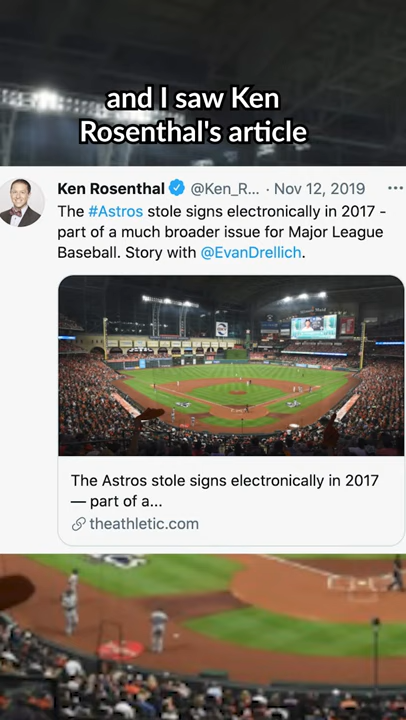 and I saw Ken
Rosenthal's article
Ken Rosenthal @Ken_R... · Nov 12, 2019 ···
The #Astros stole signs electronically in 2017 -
part of a much broader issue for Major League
Baseball. Story with @EvanDrellich.
The Astros stole signs electronically in 2017
— part of a...
theathletic.com